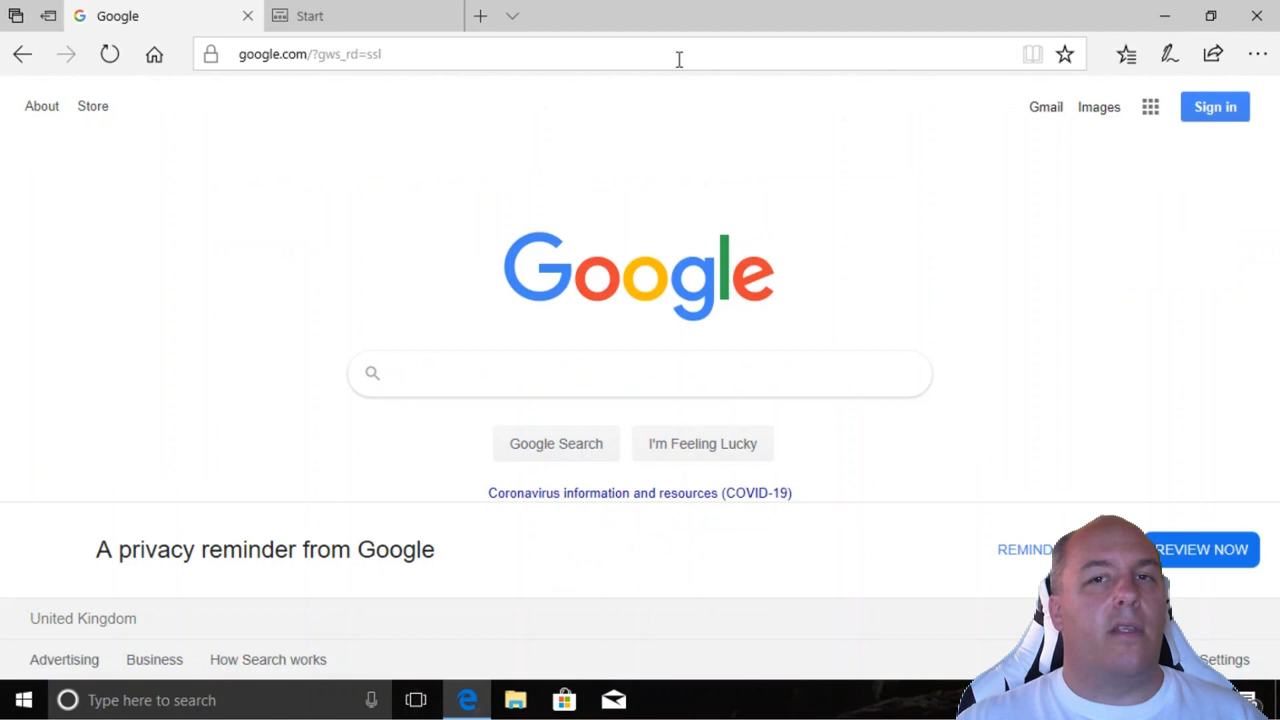 Google
Start
google.com/?gws_rd=ssl
About
Store
Gmail
Images
Sign in
Google
Google Search
I'm Feeling Lucky
Coronavirus information and resources (COVID-19)
A privacy reminder from Google
REMIND
REVIEW NOW
United Kingdom
Advertising
Business
How Search works
Settings
Type here to search